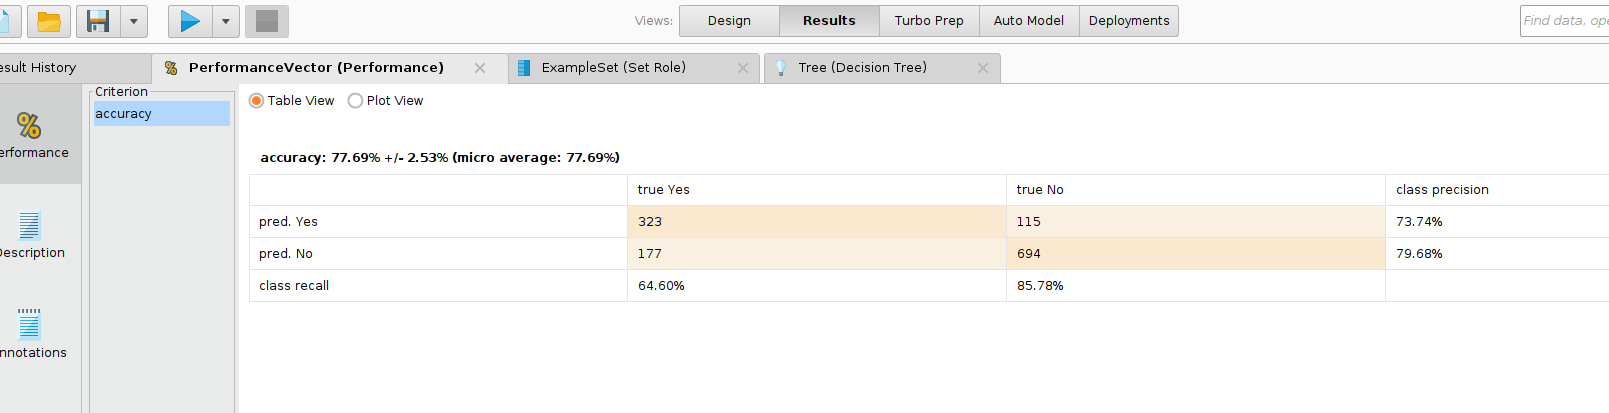 Views: Design Results Turbo Prep Auto Model Deployments Find data, ope
esult History PerformanceVector (Performance) ExampleSet (Set Role) Tree (Decision Tree)
Criterion
accuracy
Table View Plot View
erformance
accuracy: 77.69% +/- 2.53% (micro average: 77.69%)
true Yes true No class precision
pred. Yes 323 115 73.74%
pred. No 177 694 79.68%
class recall 64.60% 85.78%
Description
nnotations